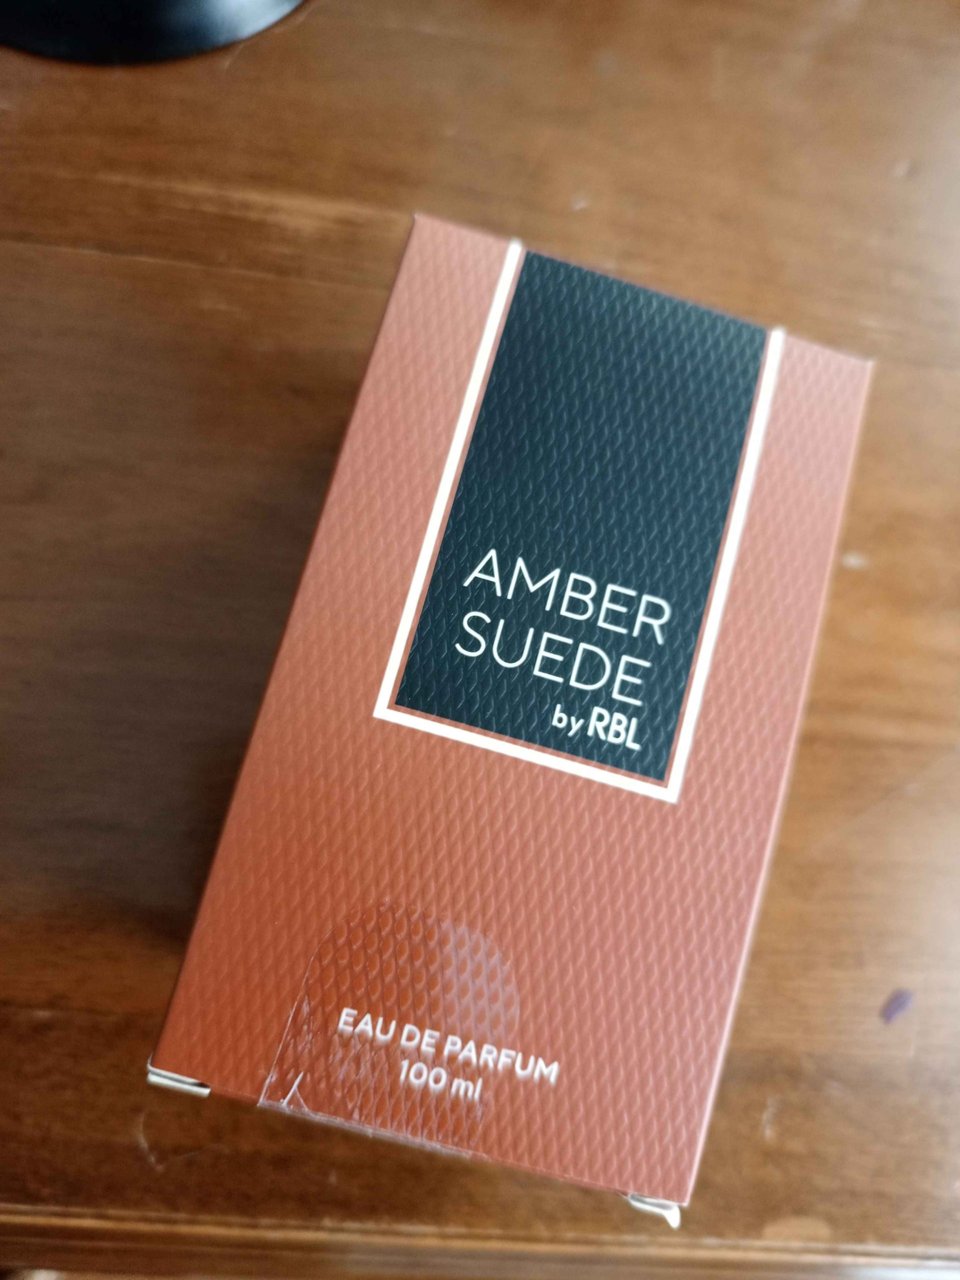 AMBER
SUEDE
by RBL
EAU DE PARFUM
100 ml